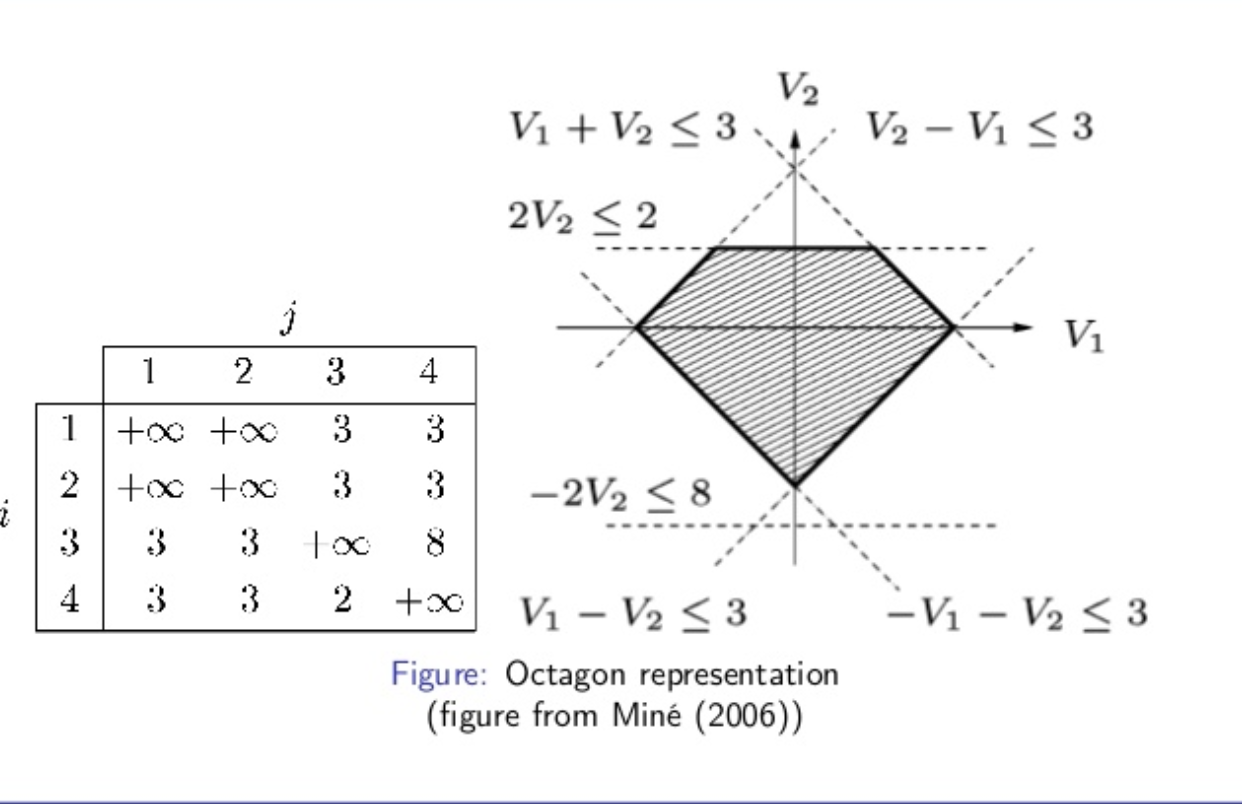 V₂
V₁ + V₂ ≤ 3 V₂ − V₁ ≤ 3
2V₂ ≤ 2
V₁
−2V₂ ≤ 8
V₁ − V₂ ≤ 3 −V₁ − V₂ ≤ 3
j
1 2 3 4
1 +∞ +∞ 3 3
2 +∞ +∞ 3 3
i
3 3 3 +∞ 8
4 3 3 2 +∞
Figure: Octagon representation
(figure from Miné (2006))